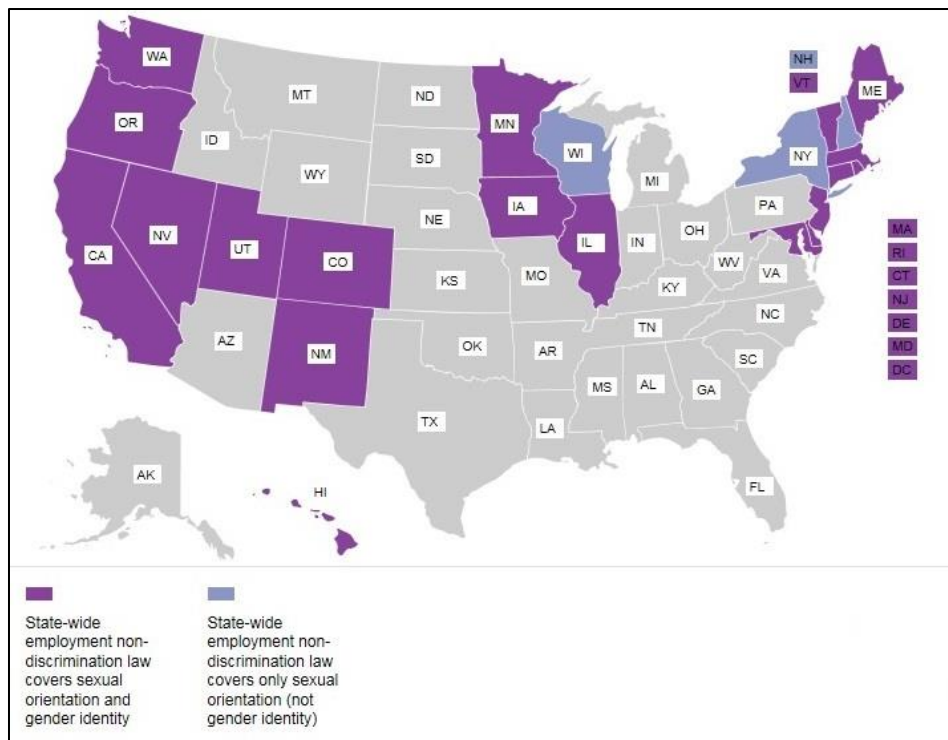 WA
NH
VT
ME
MT
ND
OR
MN
ID
SD
WI
NY
WY
MI
IA
PA
NE
NV
OH
MA
UT
IL
IN
CA
CO
WV
RI
VA
MO
KS
CT
KY
NJ
NC
TN
DE
AZ
OK
NM
AR
MD
SC
DC
MS
AL
GA
TX
LA
AK
FL
HI
State-wide
employment non-
discrimination law
covers sexual
orientation and
gender identity
State-wide
employment non-
discrimination law
covers only sexual
orientation (not
gender identity)